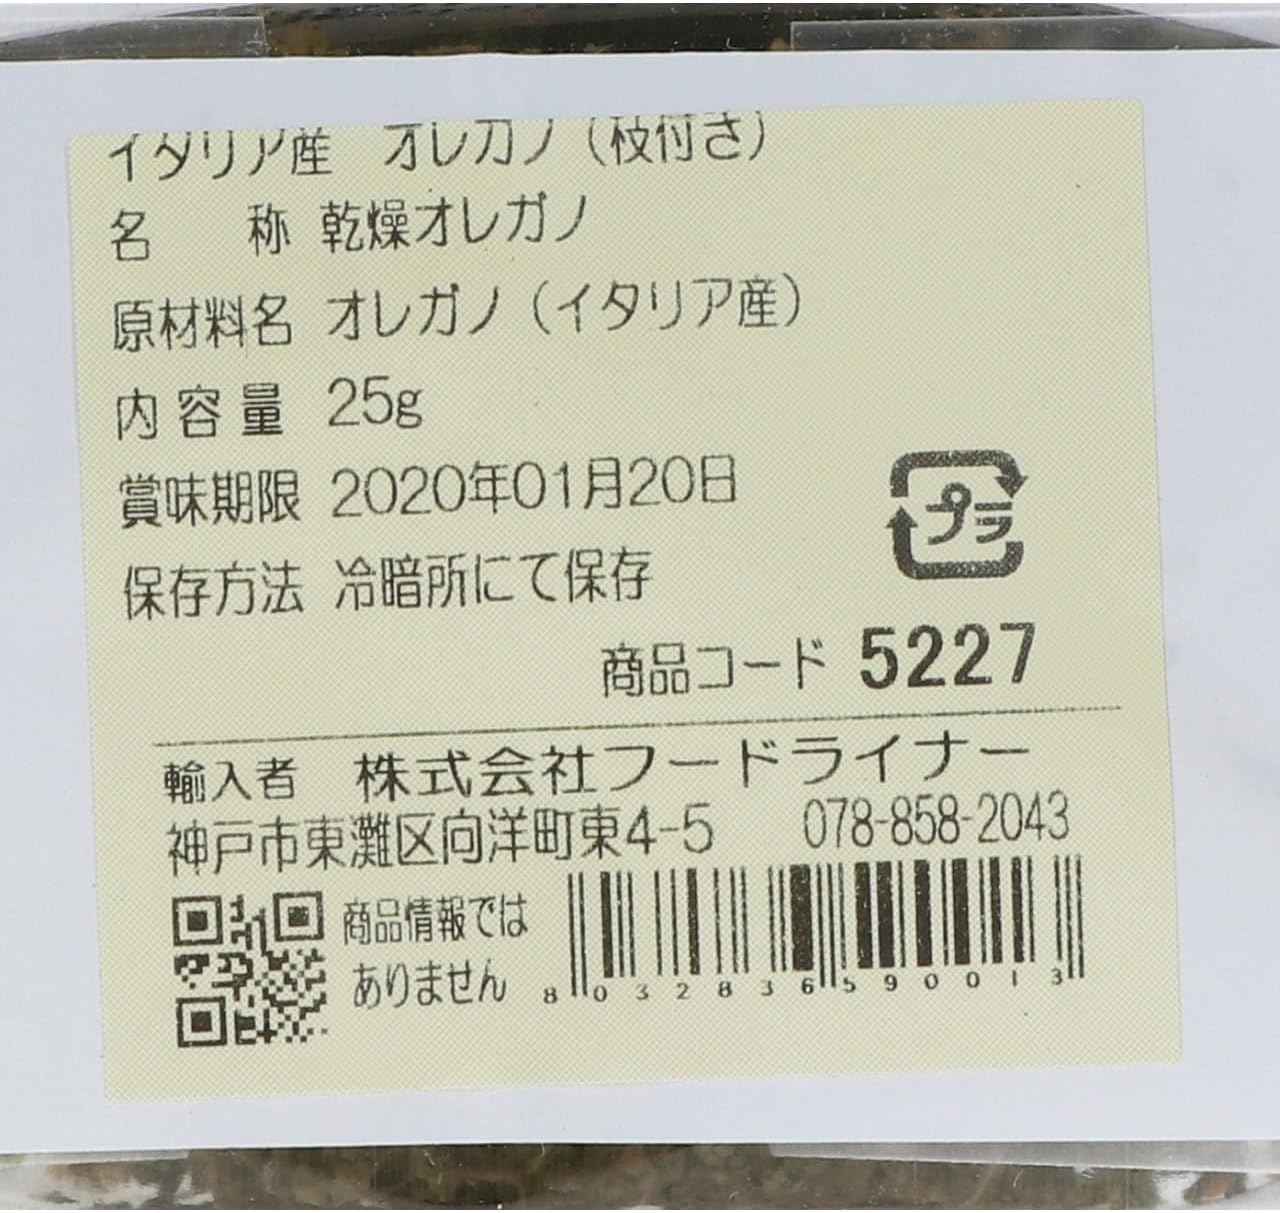 イタリア産　オレガノ（枝付き）
名　　称 乾燥オレガノ
原材料名 オレガノ（イタリア産）
内容量 25g
賞味期限 2020年01月20日
プラ
保存方法 冷暗所にて保存
商品コード 5227
輸入者　株式会社フードライナー
神戸市東灘区向洋町東4-5　078-858-2043
商品情報では
ありません
8 032836 590013